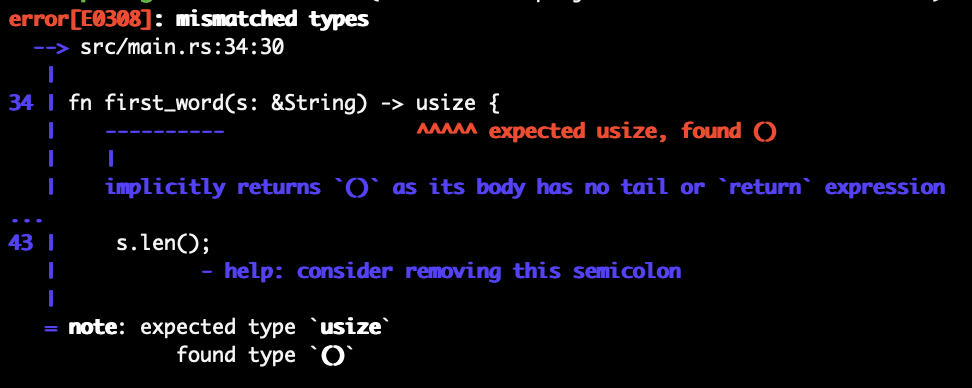 error[E0308]: mismatched types
--> src/main.rs:34:30
|
34 | fn first_word(s: &String) -> usize {
| ---------- ^^^^^ expected usize, found ()
| |
| implicitly returns `()` as its body has no tail or `return` expression
...
43 | s.len();
| - help: consider removing this semicolon
|
= note: expected type `usize`
found type `()`